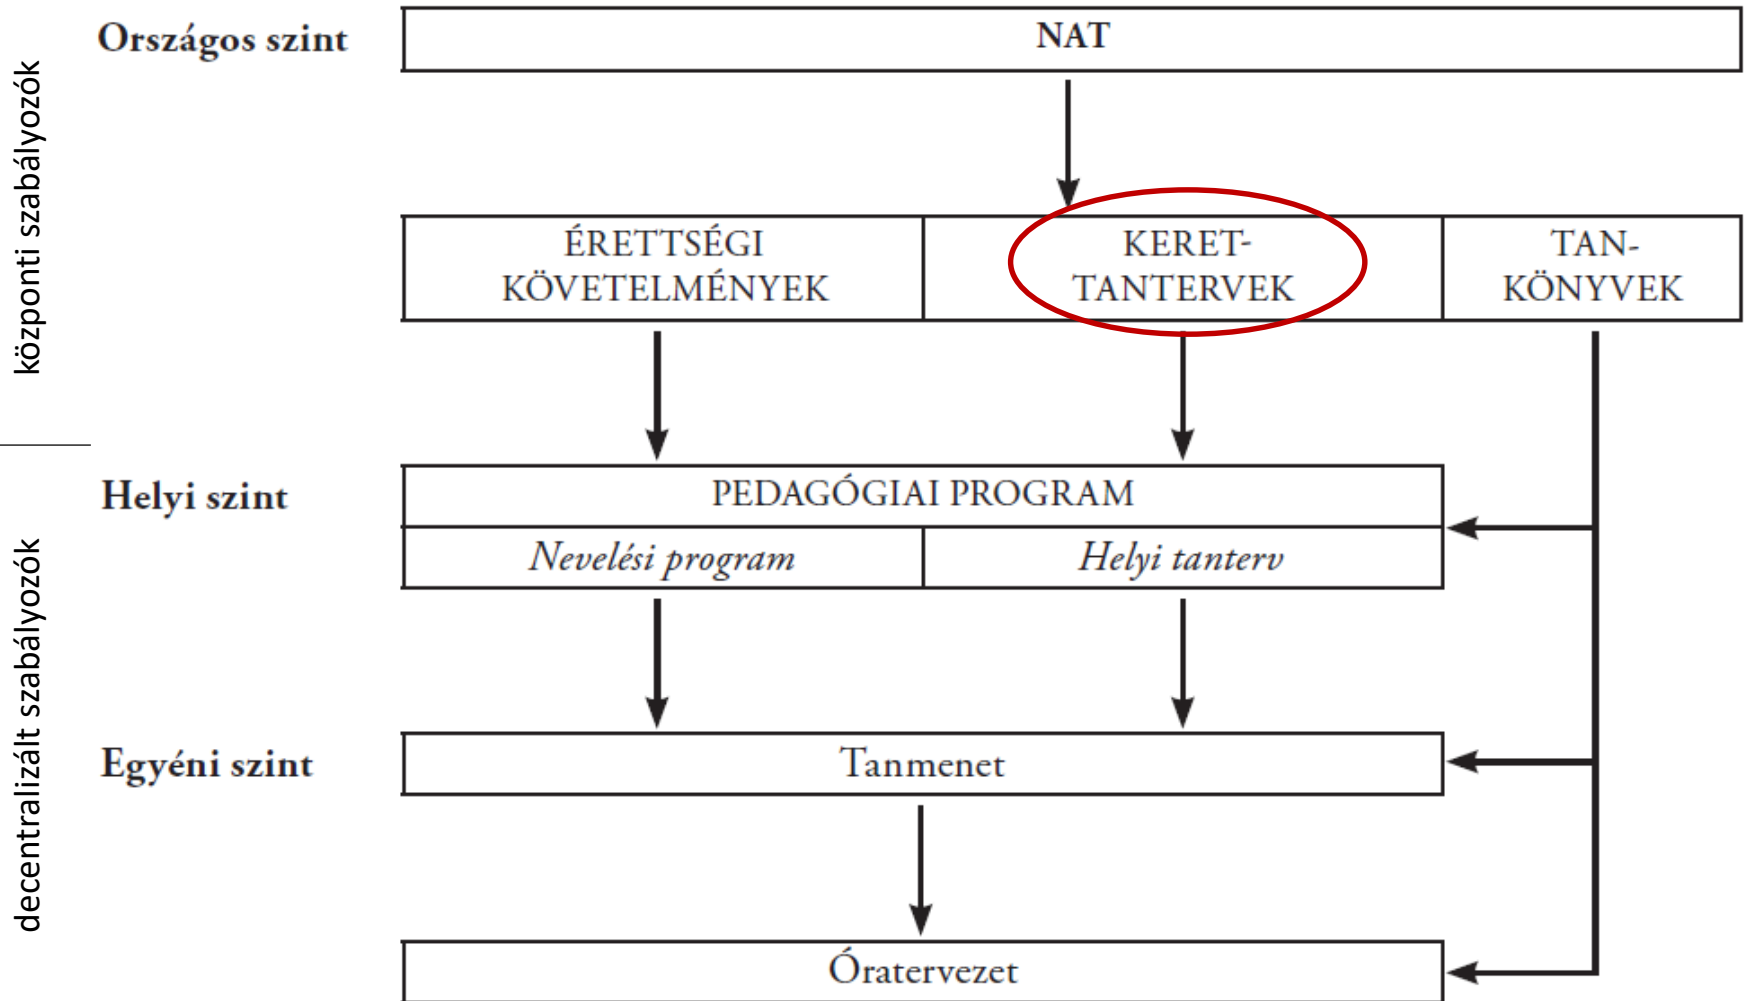 központi szabályozók
Országos szint
NAT
ÉRETTSÉGI
KÖVETELMÉNYEK
KERET-
TANTERVEK
TAN-
KÖNYVEK
decentralizált szabályozók
Helyi szint
PEDAGÓGIAI PROGRAM
Nevelési program
Helyi tanterv
Egyéni szint
Tanmenet
Óratervezet